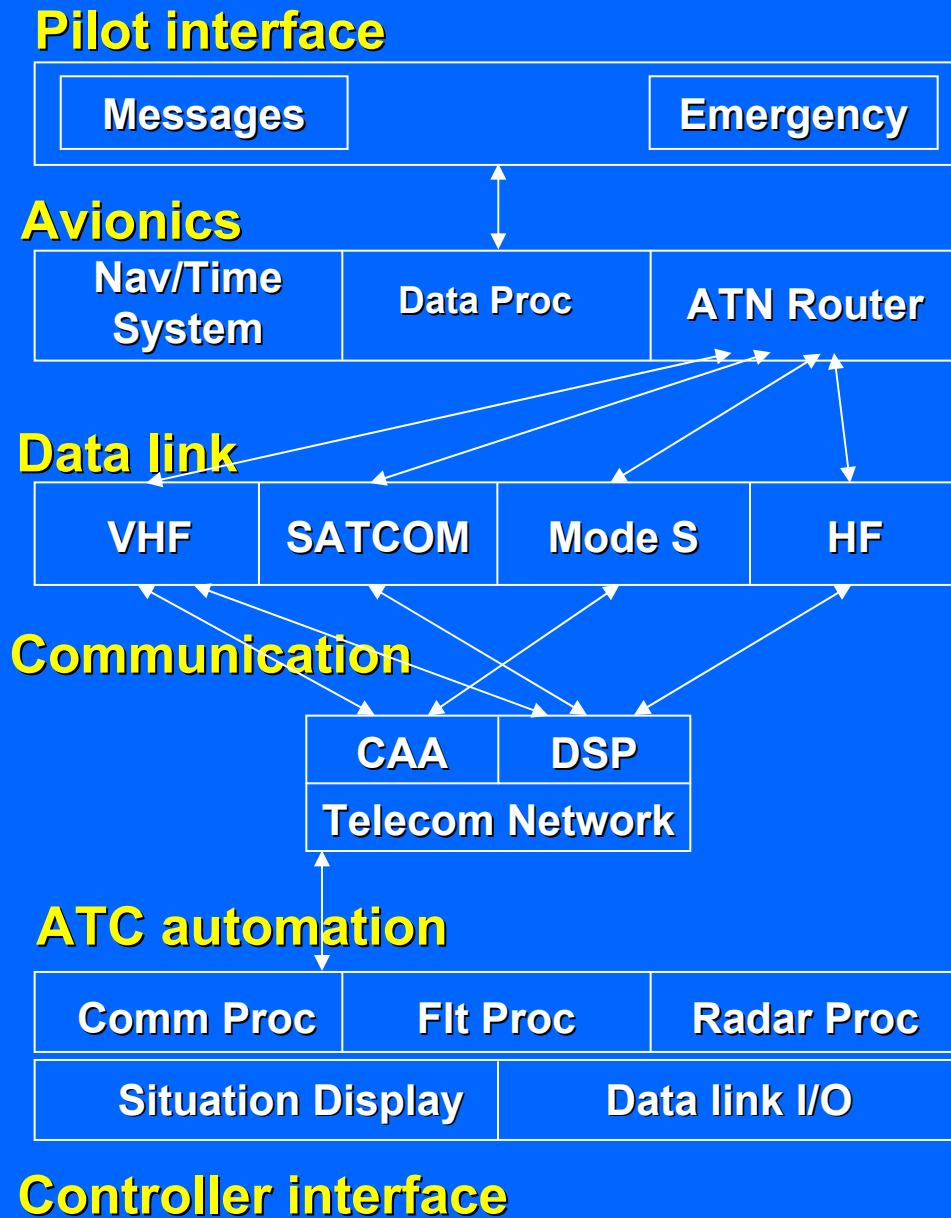 Pilot interface
Messages
Emergency
Avionics
Nav/Time
System
Data Proc
ATN Router
Data link
VHF
SATCOM
Mode S
HF
Communication
CAA
DSP
Telecom Network
ATC automation
Comm Proc
Flt Proc
Radar Proc
Situation Display
Data link I/O
Controller interface